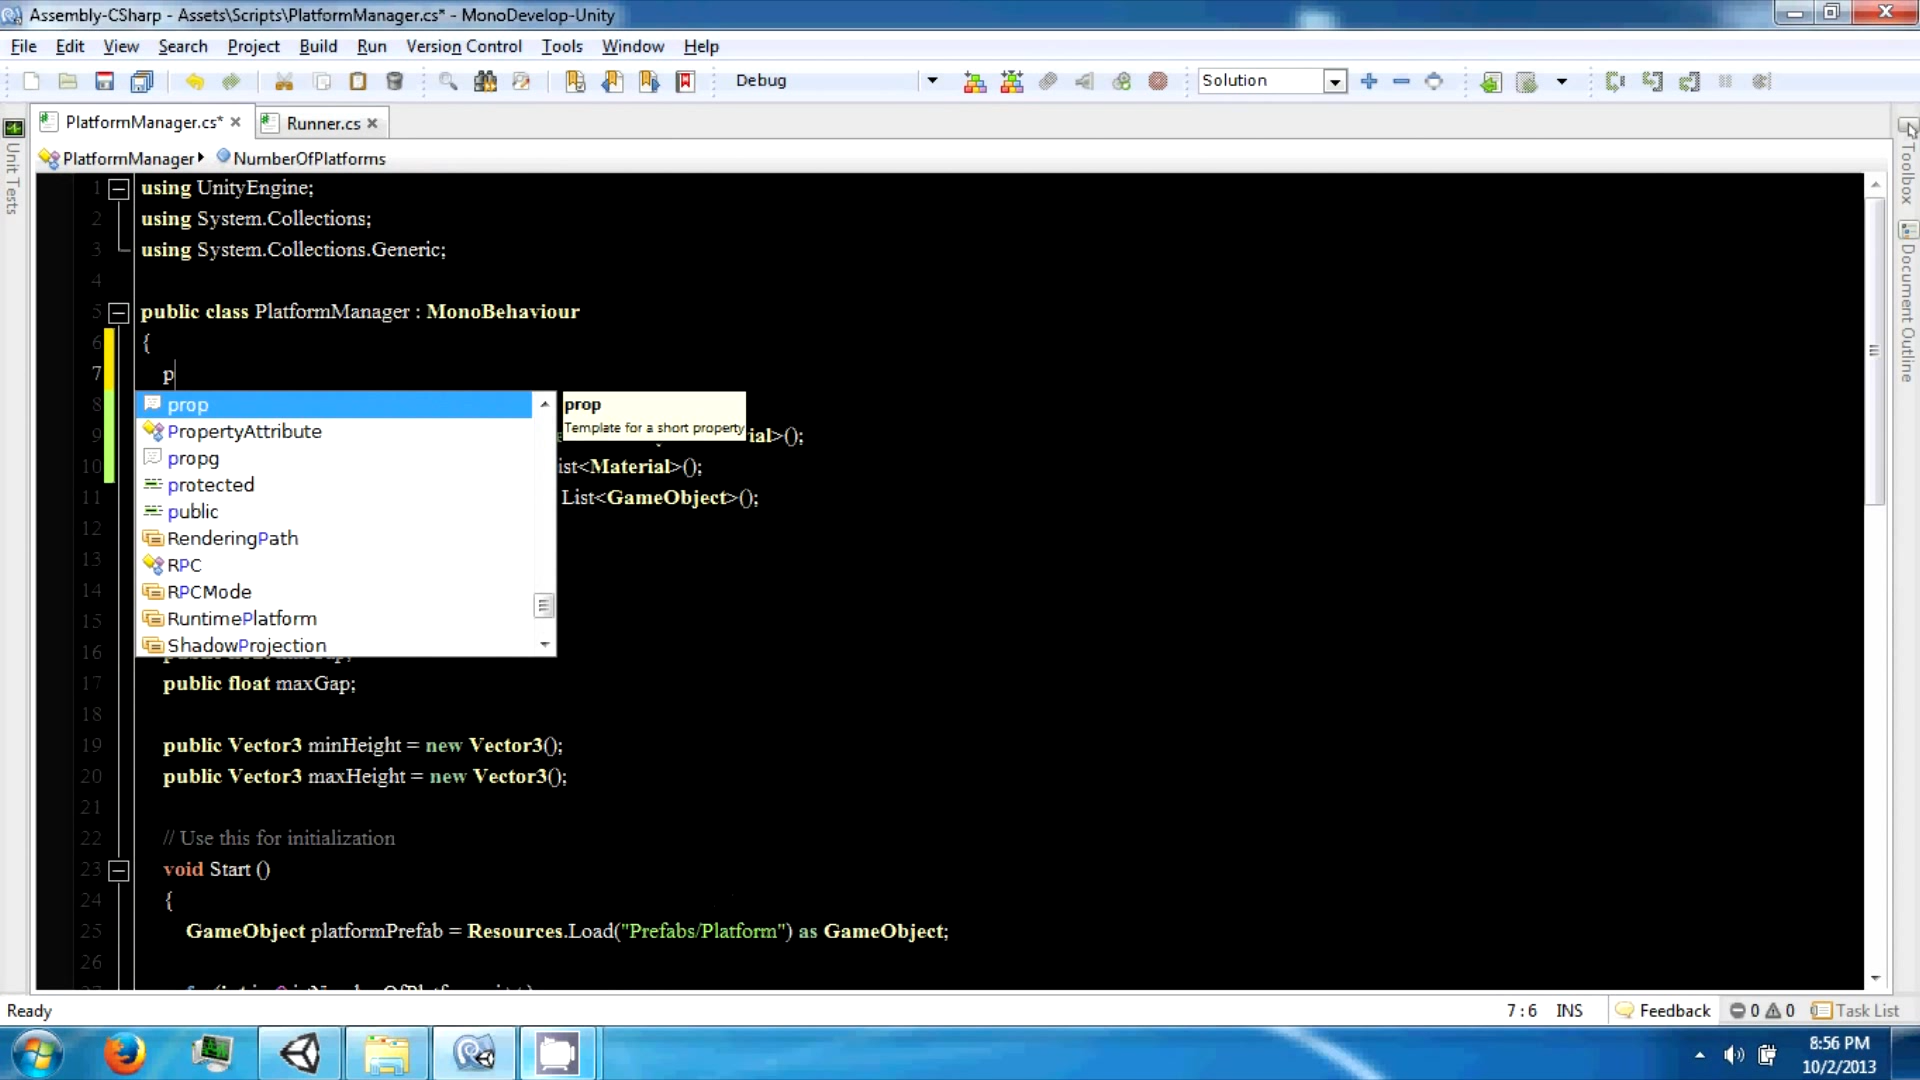 Assembly-CSharp - Assets\Scripts\PlatformManager.cs* - MonoDevelop-Unity
File Edit View Search Project Build Run Version Control Tools Window Help
Debug Solution
PlatformManager.cs* Runner.cs
PlatformManager NumberOfPlatforms
Unit Tests
Toolbox
Document Outline
1 using UnityEngine;
2 using System.Collections;
3 using System.Collections.Generic;
4
5 public class PlatformManager : MonoBehaviour
6 {
7 p
8 prop prop
PropertyAttribute Template for a short property
9 ial>();
propg
10 ist<Material>();
protected
11 List<GameObject>();
public
12
RenderingPath
13 RPC
14 RPCMode
15 RuntimePlatform
16 ShadowProjection
17 public float maxGap;
18
19 public Vector3 minHeight = new Vector3();
20 public Vector3 maxHeight = new Vector3();
21
22 // Use this for initialization
23 void Start ()
24 {
25 GameObject platformPrefab = Resources.Load("Prefabs/Platform") as GameObject;
26
Ready 7 : 6 INS Feedback 0 0 Task List
8:56 PM
10/2/2013